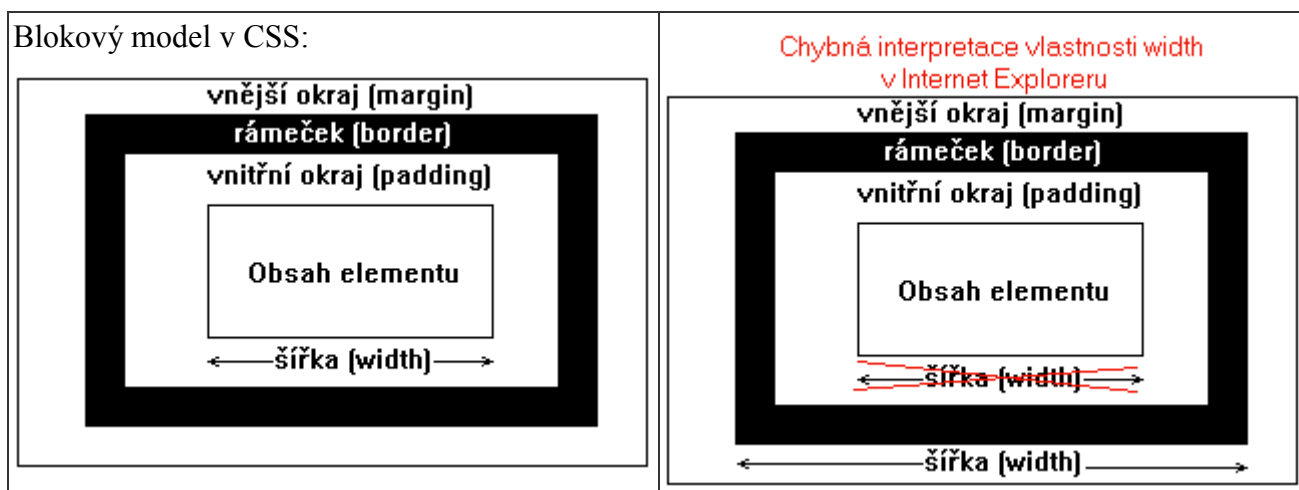 Blokový model v CSS:
vnější okraj (margin)
rámeček (border)
vnitřní okraj (padding)
Obsah elementu
šířka (width)
Chybná interpretace vlastnosti width
v Internet Exploreru
vnější okraj (margin)
rámeček (border)
vnitřní okraj (padding)
Obsah elementu
šířka (width)
šířka (width)